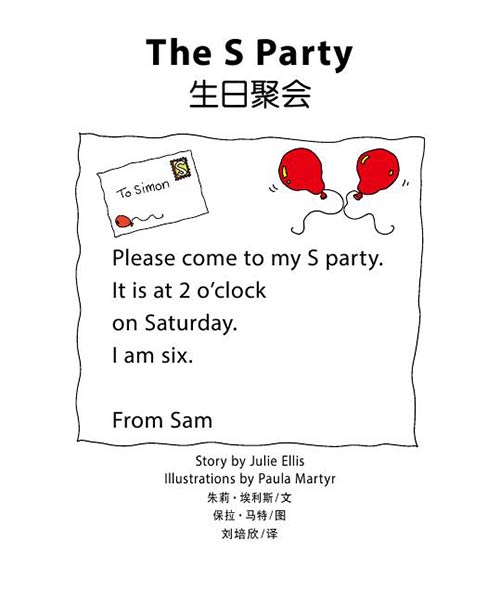 The S Party
生日聚会
To Simon
S
Please come to my S party.
It is at 2 o'clock
on Saturday.
I am six.
From Sam
Story by Julie Ellis
Illustrations by Paula Martyr
朱莉·埃利斯/文
保拉·马特/图
刘培欣/译